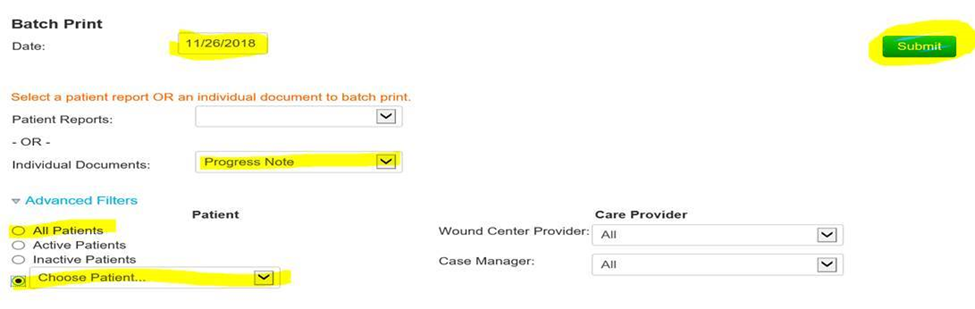 Batch Print
Date: 11/26/2018
Submit
Select a patient report OR an individual document to batch print.
Patient Reports:
- OR -
Individual Documents: Progress Note
Advanced Filters
Patient
Care Provider
All Patients
Wound Center Provider: All
Active Patients
Inactive Patients
Case Manager: All
Choose Patient...